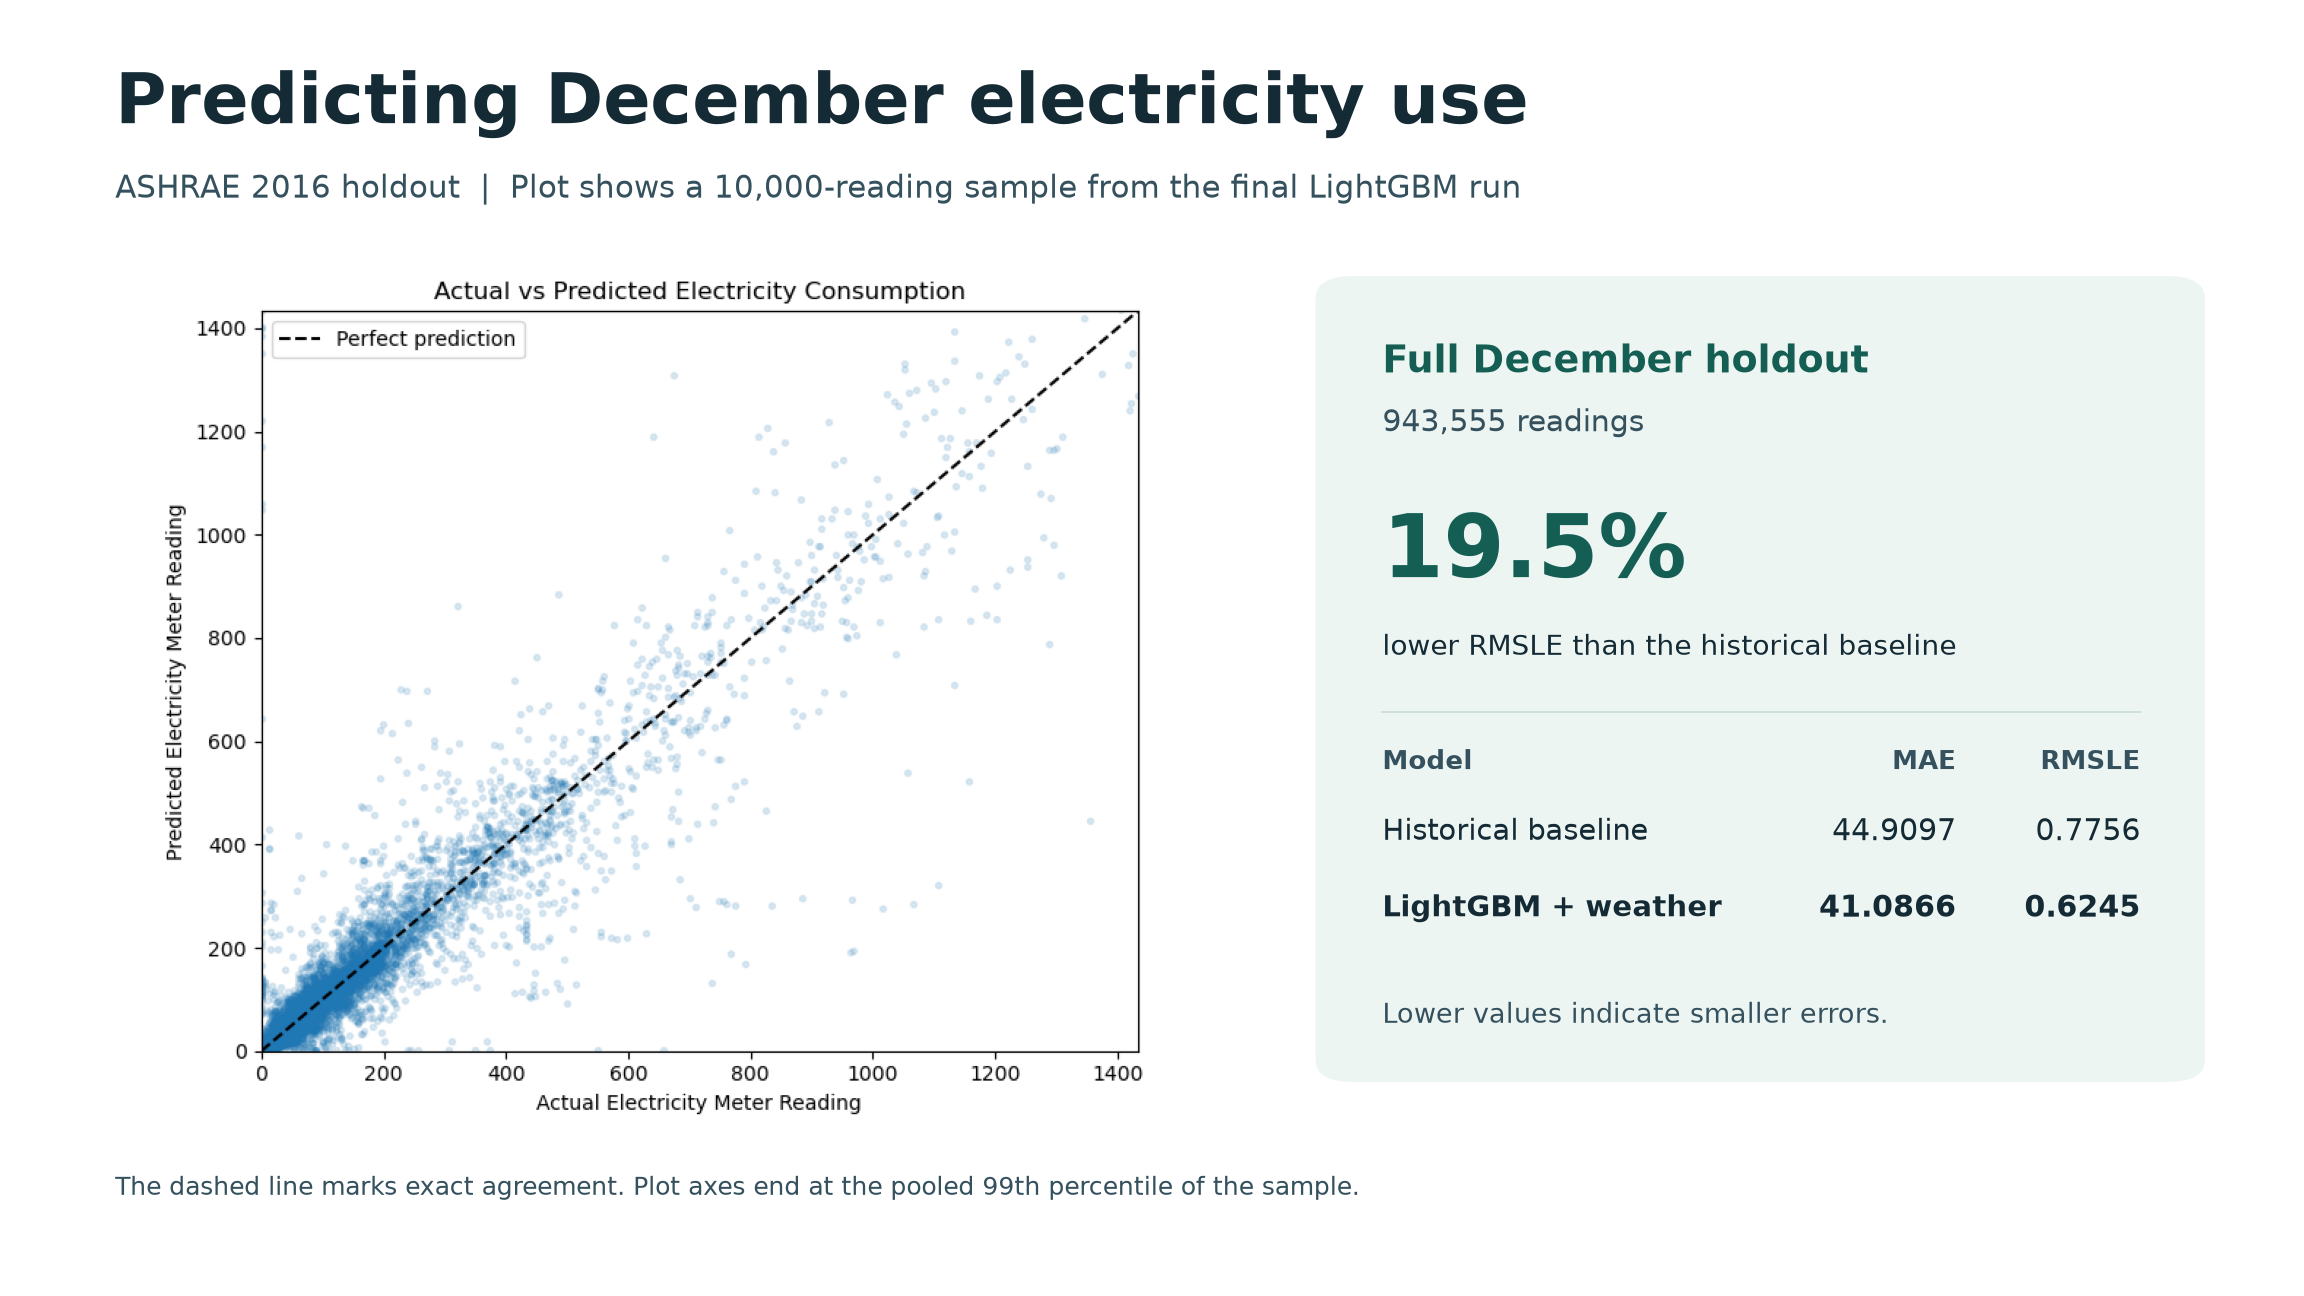 Predicting December electricity use
ASHRAE 2016 holdout | Plot shows a 10,000-reading sample from the final LightGBM run
Actual vs Predicted Electricity Consumption
Perfect prediction
Predicted Electricity Meter Reading
1400
1200
1000
800
600
400
200
0
0 200 400 600 800 1000 1200 1400
Actual Electricity Meter Reading
Full December holdout
943,555 readings
19.5%
lower RMSLE than the historical baseline
Model MAE RMSLE
Historical baseline 44.9097 0.7756
LightGBM + weather 41.0866 0.6245
Lower values indicate smaller errors.
The dashed line marks exact agreement. Plot axes end at the pooled 99th percentile of the sample.